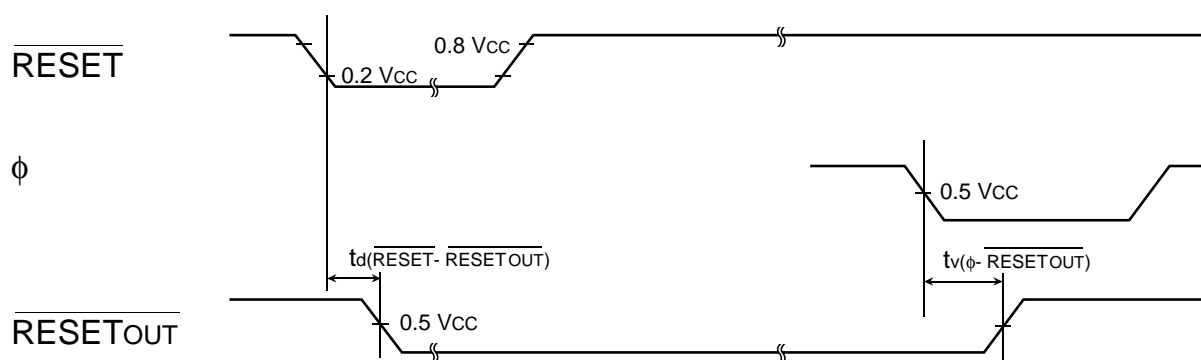 RESET
0.8 VCC
0.2 VCC
ϕ
0.5 VCC
td(RESET- RESETOUT)
tv(ϕ- RESETOUT)
RESETOUT
0.5 VCC